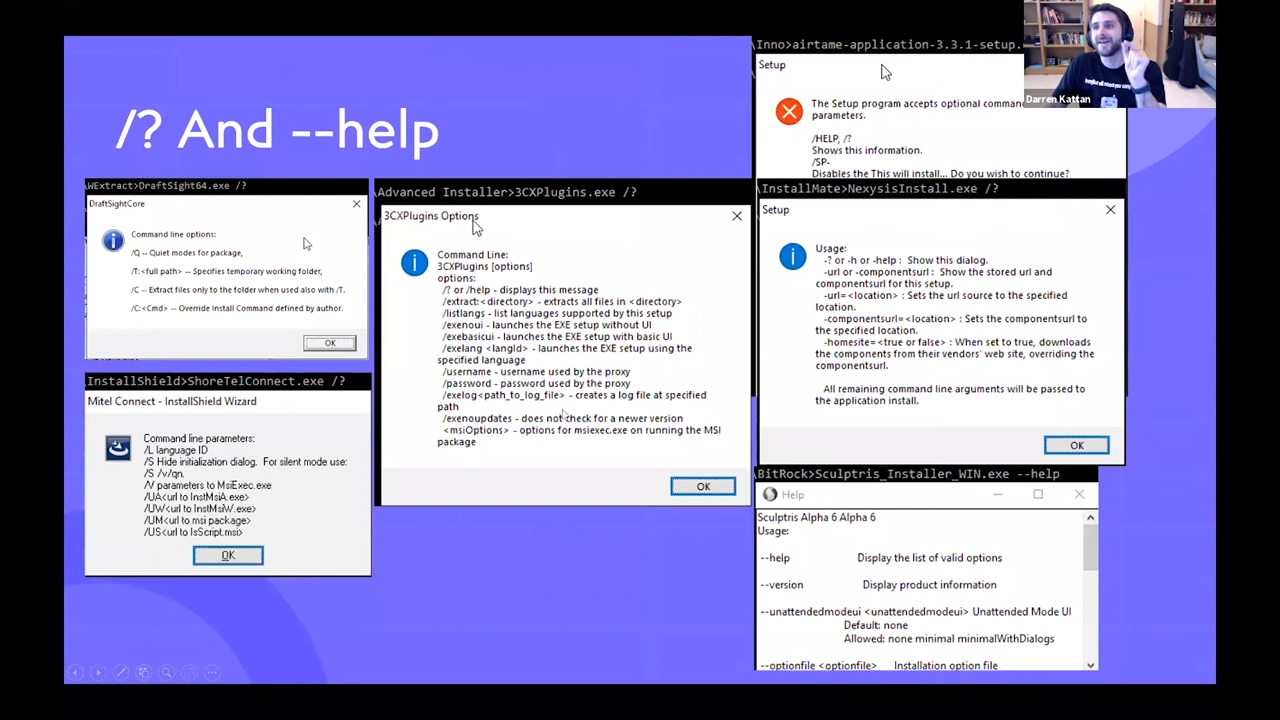 /? And --help
\WExtract>DraftSight64.exe /?
DraftSightCore
Command line options:
/Q -- Quiet modes for package,
/T:<full path> -- Specifies temporary working folder,
/C -- Extract files only to the folder when used also with /T.
/C:<Cmd> -- Override Install Command defined by author.
OK
InstallShield>ShoreTelConnect.exe /?
Mitel Connect - InstallShield Wizard
Command line parameters:
/L language ID
/S Hide initialization dialog.  For silent mode use:
/S /v/qn.
/V parameters to MsiExec.exe
/UA<url to InstMsiA.exe>
/UW<url to InstMsiW.exe>
/UM<url to msi package>
/US<url to IsScript.msi>
OK
\Advanced Installer>3CXPlugins.exe /?
3CXPlugins Options
Command Line:
3CXPlugins [options]
options:
/? or /help - displays this message
/extract:<directory> - extracts all files in <directory>
/listlangs - list languages supported by this setup
/exenoui - launches the EXE setup without UI
/exebasicui - launches the EXE setup with basic UI
/exelang <langId> - launches the EXE setup using the
specified language
/username - username used by the proxy
/password - password used by the proxy
/exelog<path_to_log_file> - creates a log file at specified
path
/exenoupdates - does not check for a newer version
<msiOptions> - options for msiexec.exe on running the MSI
package
OK
\Inno>airtame-application-3.3.1-setup.
Setup
The Setup program accepts optional comman
parameters.
/HELP, /?
Shows this information.
/SP-
Disables the This will install... Do you wish to continue?
Darren Kattan
\InstallMate>NexysisInstall.exe /?
Setup
Usage:
-? or -h or -help :  Show this dialog.
-url or -componentsurl :  Show the stored url and
componentsurl for this setup.
-url=<location> : Sets the url source to the specified
location.
-componentsurl=<location> : Sets the componentsurl to
the specified location.
-homesite=<true or false> : When set to true, downloads
the components from their vendors' web site, overriding the
componentsurl.
All remaining command line arguments will be passed to
the application install.
OK
\BitRock>Sculptris_Installer_WIN.exe --help
Help
Sculptris Alpha 6 Alpha 6
Usage:
--help Display the list of valid options
--version Display product information
--unattendedmodeui <unattendedmodeui> Unattended Mode UI
Default: none
Allowed: none minimal minimalWithDialogs
--optionfile <optionfile> Installation option file